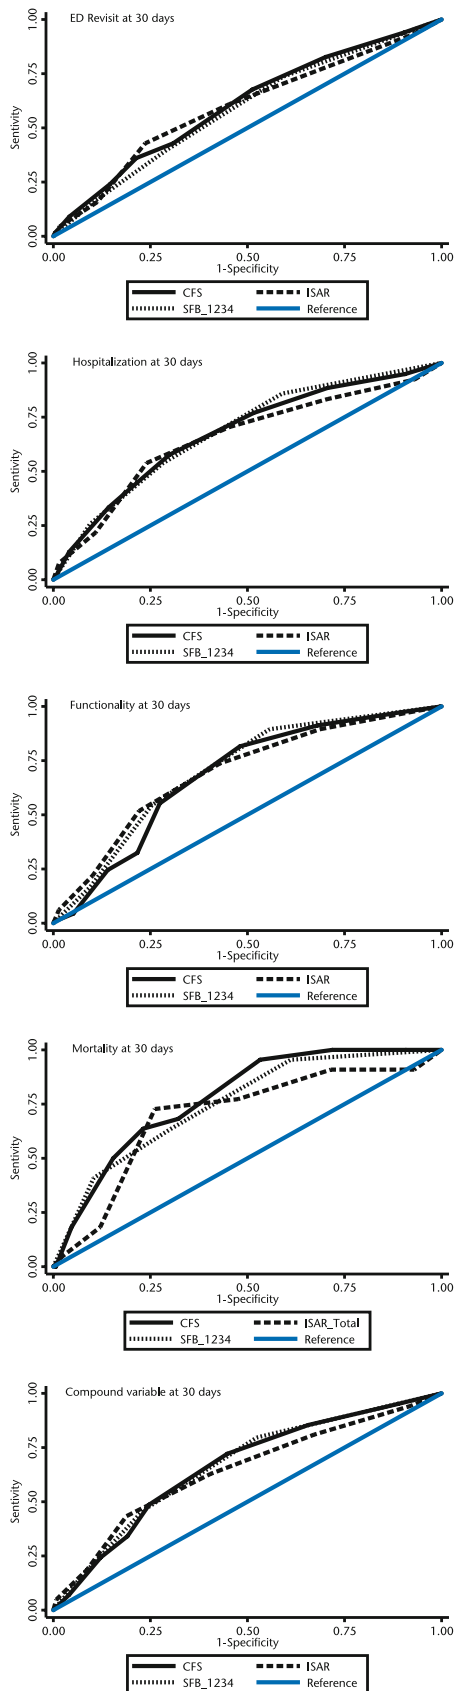 ED Revisit at 30 days
1.00
0.75
0.50
0.25
0.00
Sentivity
0.00 0.25 0.50 0.75 1.00
1-Specificity
CFS ISAR
SFB_1234 Reference
Hospitalization at 30 days
1.00
0.75
0.50
0.25
0.00
Sentivity
0.00 0.25 0.50 0.75 1.00
1-Specificity
CFS ISAR
SFB_1234 Reference
Functionality at 30 days
1.00
0.75
0.50
0.25
0.00
Sentivity
0.00 0.25 0.50 0.75 1.00
1-Specificity
CFS ISAR
SFB_1234 Reference
Mortality at 30 days
1.00
0.75
0.50
0.25
0.00
Sentivity
0.00 0.25 0.50 0.75 1.00
1-Specificity
CFS ISAR_Total
SFB_1234 Reference
Compound variable at 30 days
1.00
0.75
0.50
0.25
0.00
Sentivity
0.00 0.25 0.50 0.75 1.00
1-Specificity
CFS ISAR
SFB_1234 Reference